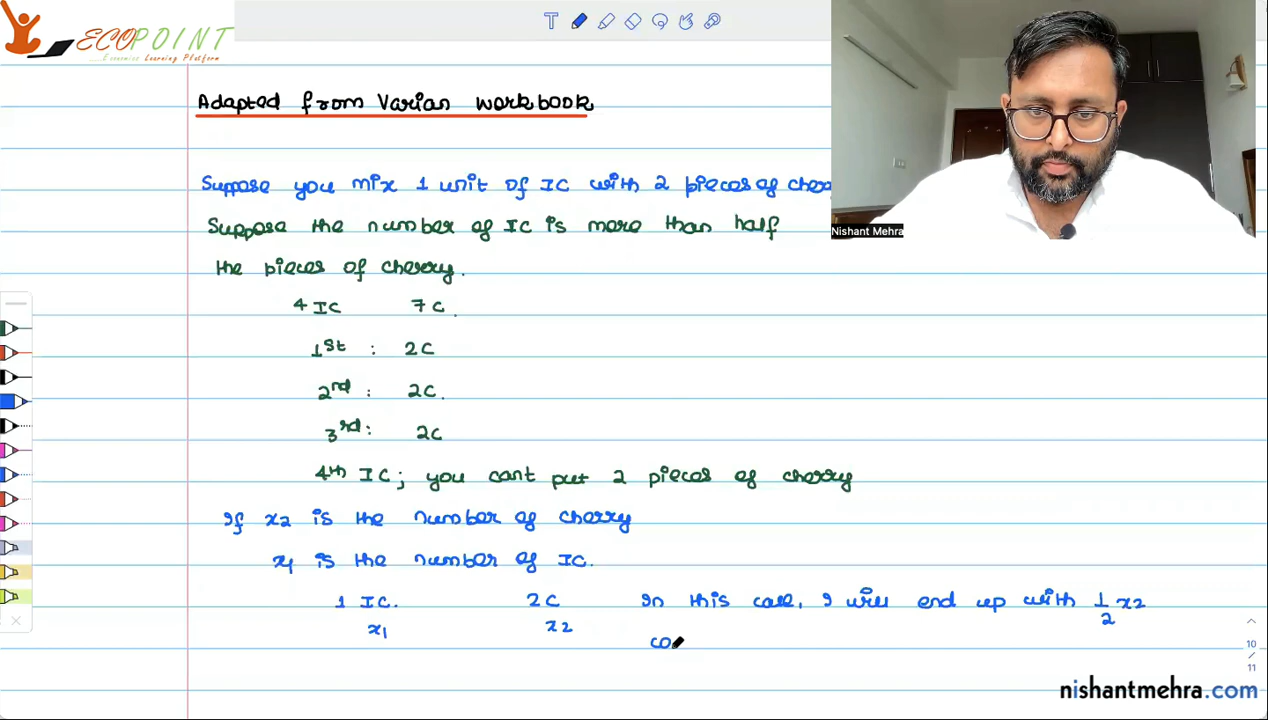 ECOPOINT
....Economics Learning Platform
Adapted from Varian workbook
Suppose you mix 1 unit of IC with 2 pieces of cher
Suppose the number of IC is more than half
the pieces of cherry.
4 IC 7 C.
1st : 2C
2nd : 2C.
3rd : 2C
4th IC; you cant put 2 pieces of cherry
If x2 is the number of cherry
x1 is the number of IC.
1 IC. 2C In this case, I will end up with 1/2 x2
x1 x2
co
Nishant Mehra
10
/
11
nishantmehra.com